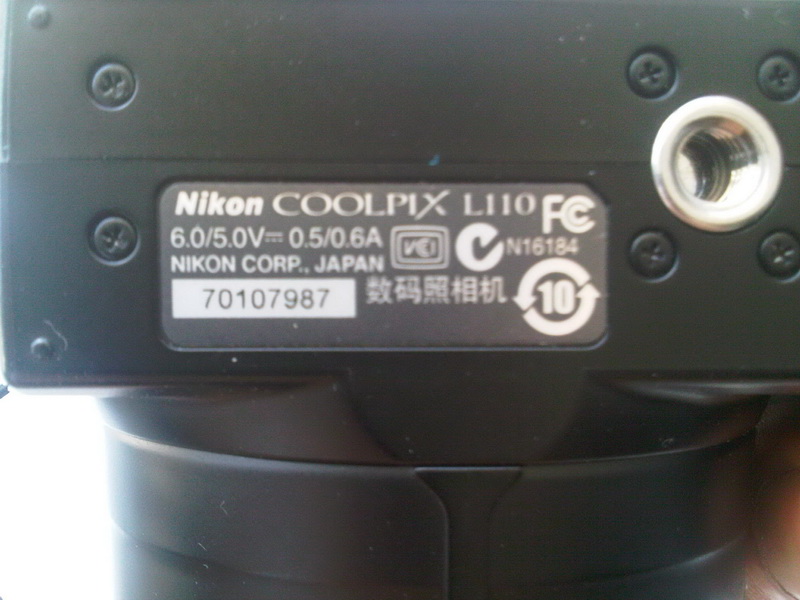 Nikon COOLPIX L110 FC
6.0/5.0V⎓ 0.5/0.6A VCI N16184
NIKON CORP., JAPAN
70107987 数码照相机 10